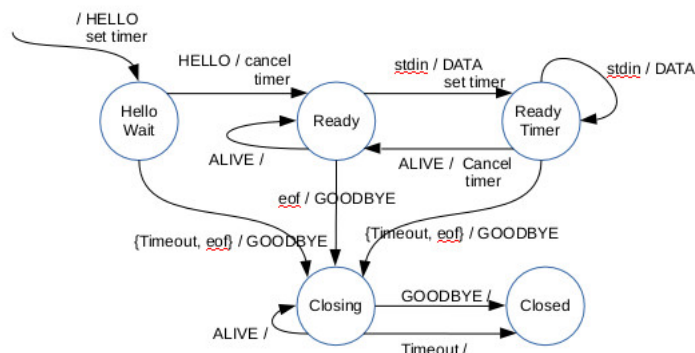 / HELLO
set timer
HELLO / cancel
timer
stdin / DATA
set timer
stdin / DATA
Hello
Wait
Ready
Ready
Timer
ALIVE /
ALIVE / Cancel
timer
eof / GOODBYE
{Timeout, eof} / GOODBYE
{Timeout, eof} / GOODBYE
Closing
GOODBYE /
Closed
ALIVE /
Timeout /